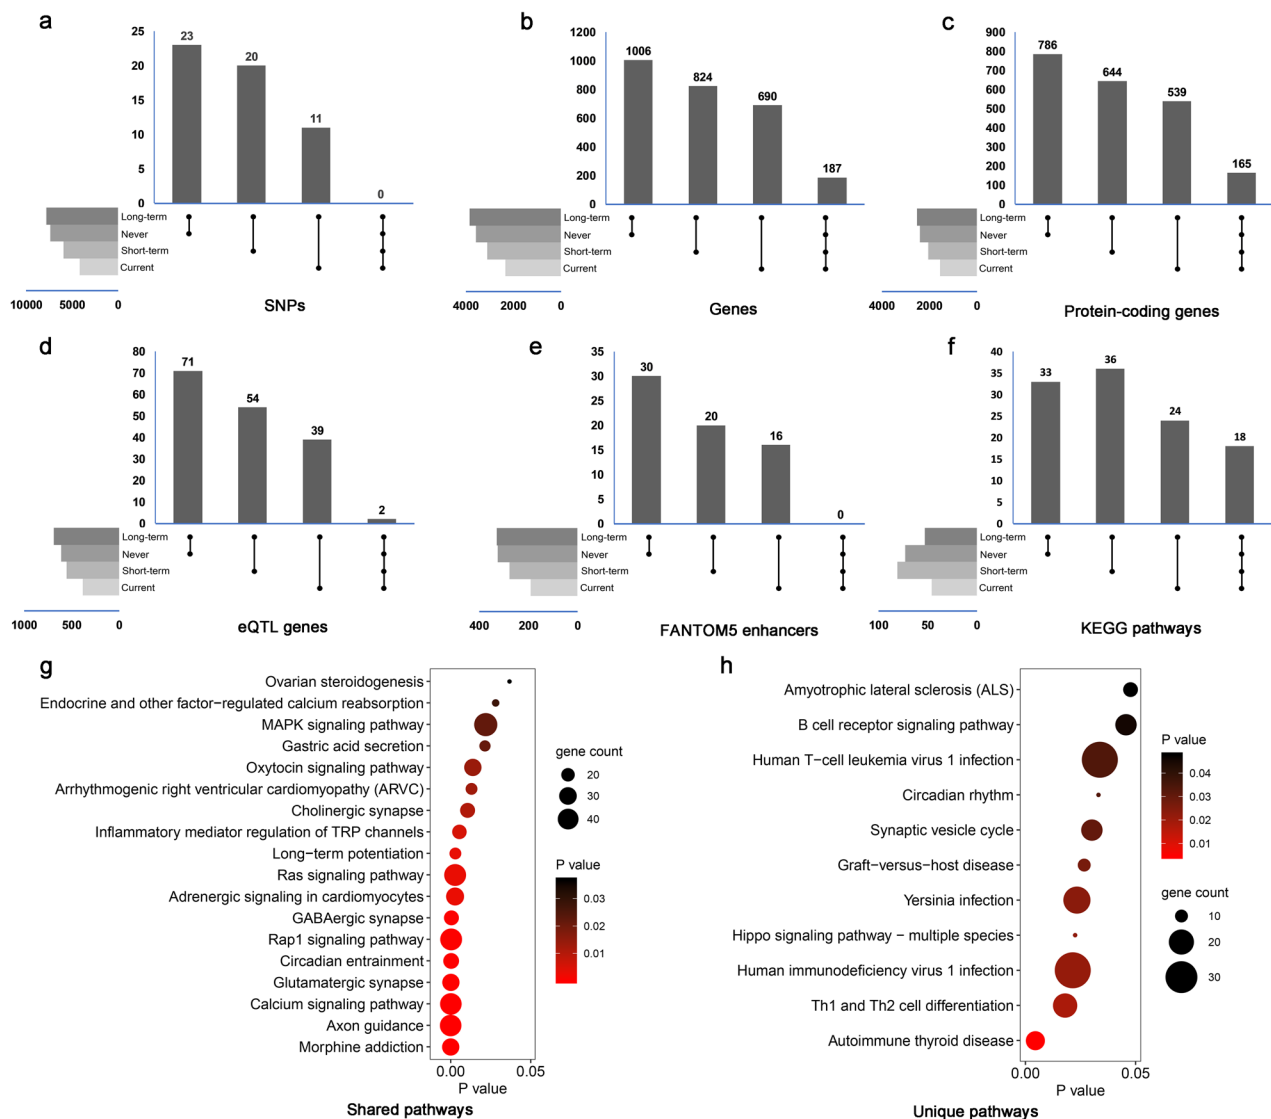 a
25
20
15
10
5
0
23
20
11
0
Long-term
Never
Short-term
Current
10000 5000 0
SNPs
b
1200
1000
800
600
400
200
0
1006
824
690
187
Long-term
Never
Short-term
Current
4000 2000 0
Genes
c
900
800
700
600
500
400
300
200
100
0
786
644
539
165
Long-term
Never
Short-term
Current
4000 2000 0
Protein-coding genes
d
80
70
60
50
40
30
20
10
0
71
54
39
2
Long-term
Never
Short-term
Current
1000 500 0
eQTL genes
e
35
30
25
20
15
10
5
0
30
20
16
0
Long-term
Never
Short-term
Current
400 200 0
FANTOM5 enhancers
f
40
35
30
25
20
15
10
5
0
33
36
24
18
Long-term
Never
Short-term
Current
100 50 0
KEGG pathways
g
Ovarian steroidogenesis
Endocrine and other factor−regulated calcium reabsorption
MAPK signaling pathway
Gastric acid secretion
Oxytocin signaling pathway
Arrhythmogenic right ventricular cardiomyopathy (ARVC)
Cholinergic synapse
Inflammatory mediator regulation of TRP channels
Long−term potentiation
Ras signaling pathway
Adrenergic signaling in cardiomyocytes
GABAergic synapse
Rap1 signaling pathway
Circadian entrainment
Glutamatergic synapse
Calcium signaling pathway
Axon guidance
Morphine addiction
0.00 0.05
P value
Shared pathways
gene count
20
30
40
P value
0.03
0.02
0.01
h
Amyotrophic lateral sclerosis (ALS)
B cell receptor signaling pathway
Human T−cell leukemia virus 1 infection
Circadian rhythm
Synaptic vesicle cycle
Graft−versus−host disease
Yersinia infection
Hippo signaling pathway − multiple species
Human immunodeficiency virus 1 infection
Th1 and Th2 cell differentiation
Autoimmune thyroid disease
0.00 0.05
P value
Unique pathways
P value
0.04
0.03
0.02
0.01
gene count
10
20
30